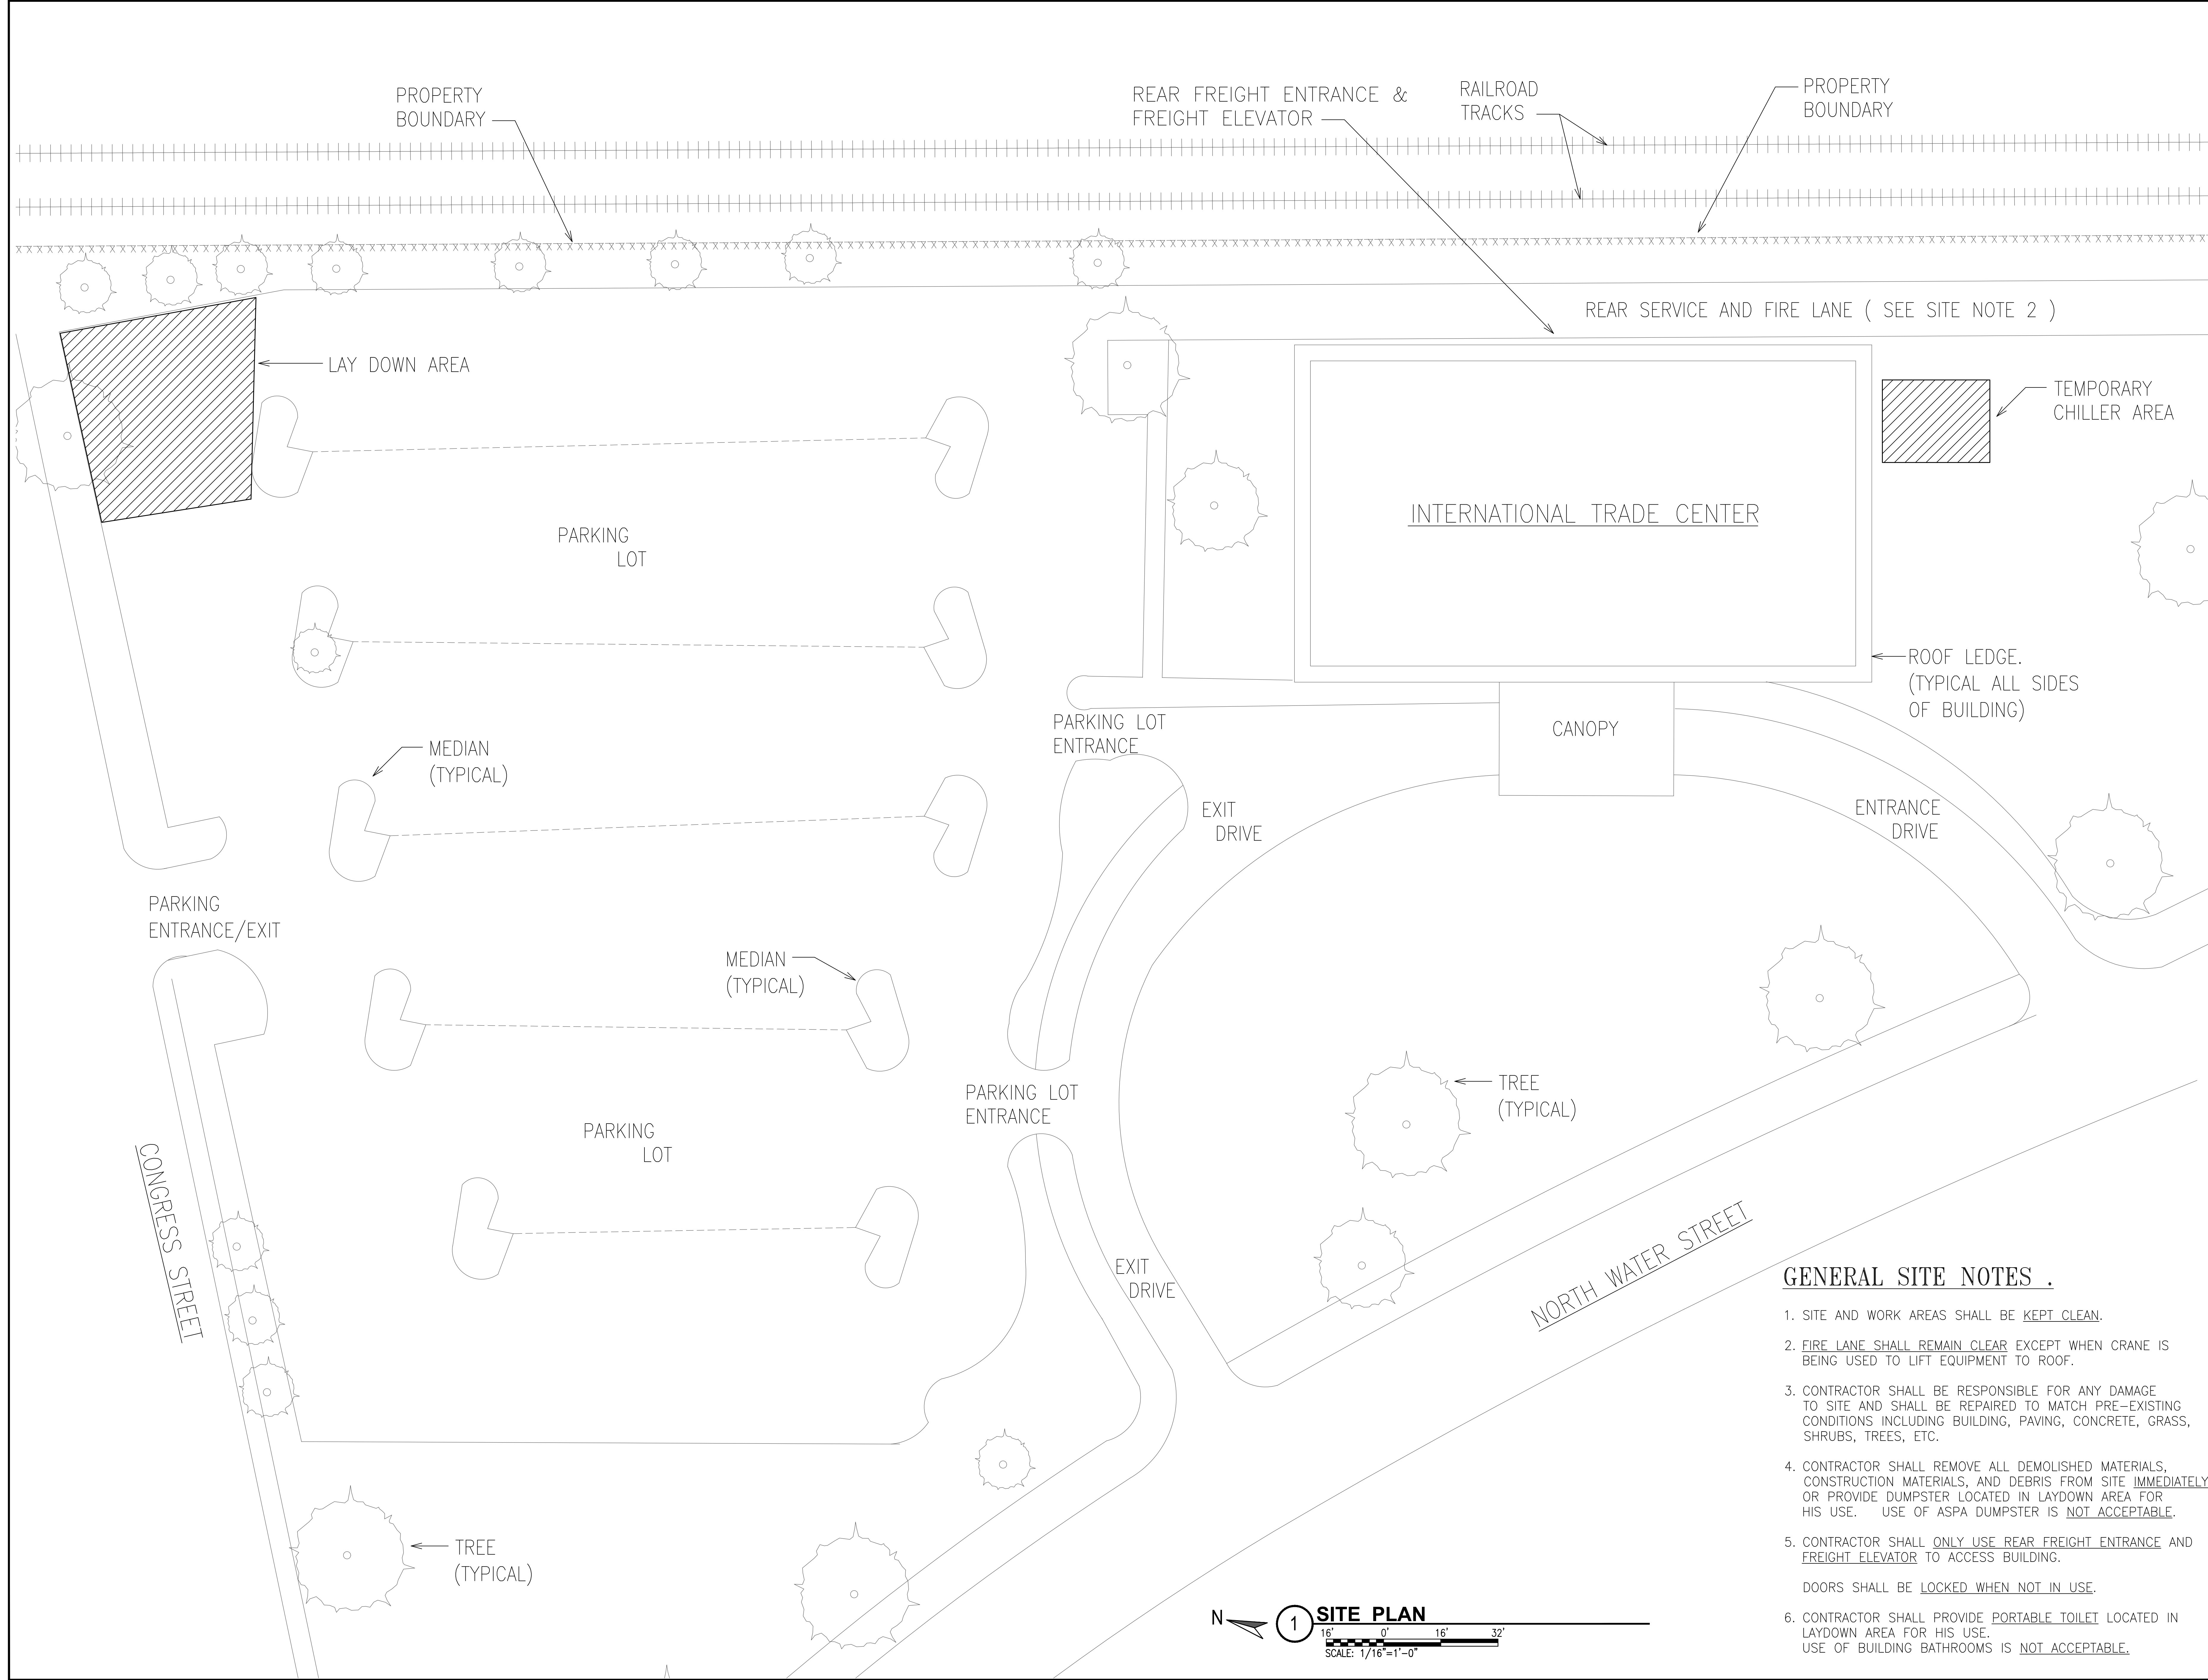 PROPERTY
BOUNDARY
REAR FREIGHT ENTRANCE &
FREIGHT ELEVATOR
RAILROAD
TRACKS
PROPERTY
BOUNDARY
REAR SERVICE AND FIRE LANE ( SEE SITE NOTE 2 )
LAY DOWN AREA
TEMPORARY
CHILLER AREA
INTERNATIONAL TRADE CENTER
PARKING
LOT
ROOF LEDGE.
(TYPICAL ALL SIDES
OF BUILDING)
PARKING LOT
ENTRANCE
CANOPY
MEDIAN
(TYPICAL)
EXIT
DRIVE
ENTRANCE
DRIVE
PARKING
ENTRANCE/EXIT
MEDIAN
(TYPICAL)
PARKING LOT
ENTRANCE
TREE
(TYPICAL)
PARKING
LOT
CONGRESS STREET
EXIT
DRIVE
NORTH WATER STREET
GENERAL SITE NOTES .
1. SITE AND WORK AREAS SHALL BE KEPT CLEAN.
2. FIRE LANE SHALL REMAIN CLEAR EXCEPT WHEN CRANE IS
BEING USED TO LIFT EQUIPMENT TO ROOF.
3. CONTRACTOR SHALL BE RESPONSIBLE FOR ANY DAMAGE
TO SITE AND SHALL BE REPAIRED TO MATCH PRE-EXISTING
CONDITIONS INCLUDING BUILDING, PAVING, CONCRETE, GRASS,
SHRUBS, TREES, ETC.
4. CONTRACTOR SHALL REMOVE ALL DEMOLISHED MATERIALS,
CONSTRUCTION MATERIALS, AND DEBRIS FROM SITE IMMEDIATELY
OR PROVIDE DUMPSTER LOCATED IN LAYDOWN AREA FOR
HIS USE. USE OF ASPA DUMPSTER IS NOT ACCEPTABLE.
5. CONTRACTOR SHALL ONLY USE REAR FREIGHT ENTRANCE AND
FREIGHT ELEVATOR TO ACCESS BUILDING.
DOORS SHALL BE LOCKED WHEN NOT IN USE.
6. CONTRACTOR SHALL PROVIDE PORTABLE TOILET LOCATED IN
LAYDOWN AREA FOR HIS USE.
USE OF BUILDING BATHROOMS IS NOT ACCEPTABLE.
TREE
(TYPICAL)
N
1
SITE PLAN
16' 0' 16' 32'
SCALE: 1/16"=1'-0"